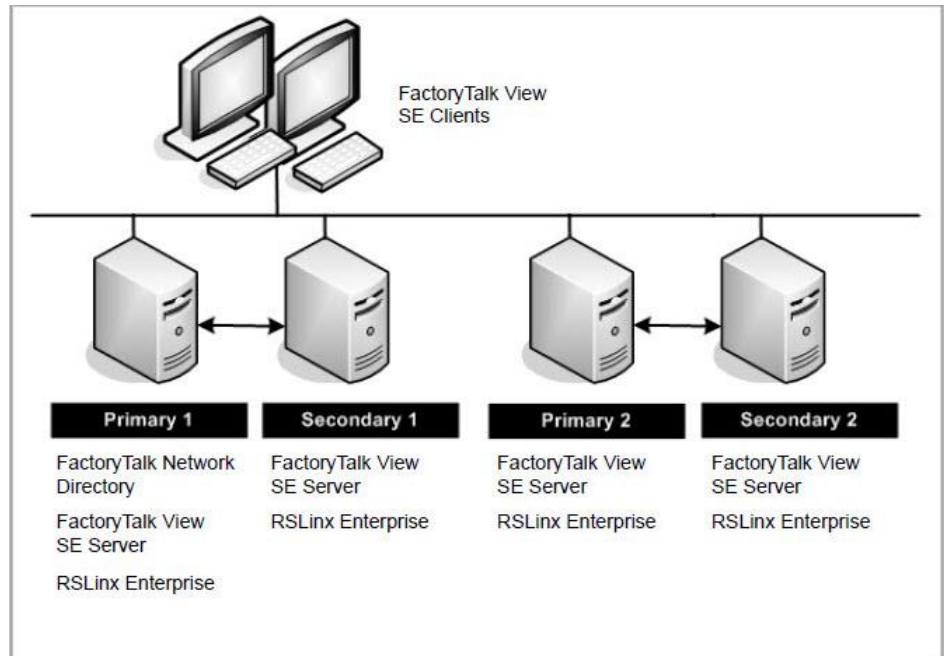 FactoryTalk View
SE Clients
Primary 1
Secondary 1
Primary 2
Secondary 2
FactoryTalk Network
Directory
FactoryTalk View
SE Server
RSLinx Enterprise
FactoryTalk View
SE Server
RSLinx Enterprise
FactoryTalk View
SE Server
RSLinx Enterprise
FactoryTalk View
SE Server
RSLinx Enterprise